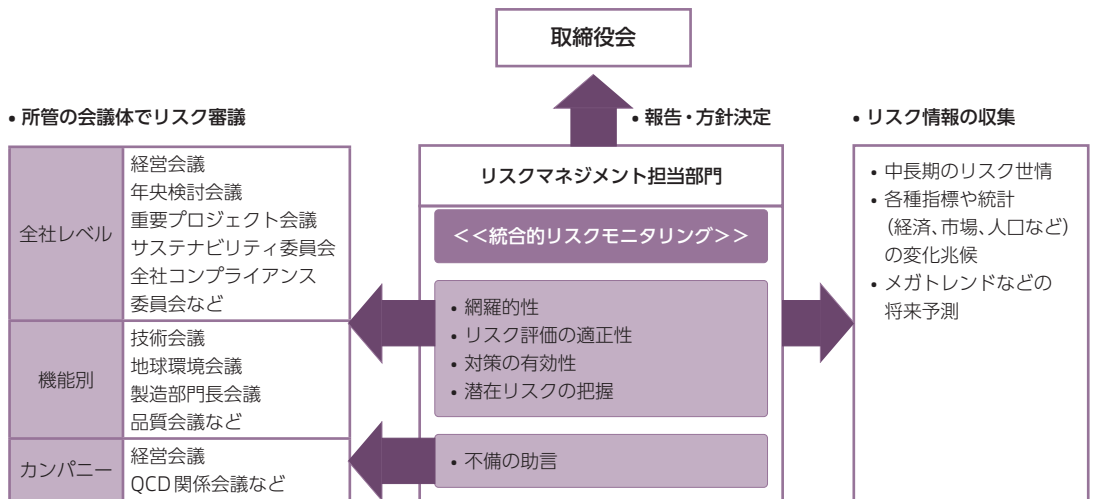 取締役会
• 報告・方針決定
• 所管の会議体でリスク審議
全社レベル
経営会議
年央検討会議
重要プロジェクト会議
サステナビリティ委員会
全社コンプライアンス
委員会など
機能別
技術会議
地球環境会議
製造部門長会議
品質会議など
カンパニー
経営会議
QCD関係会議など
リスクマネジメント担当部門
<<統合的リスクモニタリング>>
• 網羅的性
• リスク評価の適正性
• 対策の有効性
• 潜在リスクの把握
• 不備の助言
• リスク情報の収集
• 中長期のリスク世情
• 各種指標や統計
（経済、市場、人口など）
の変化兆候
• メガトレンドなどの
将来予測